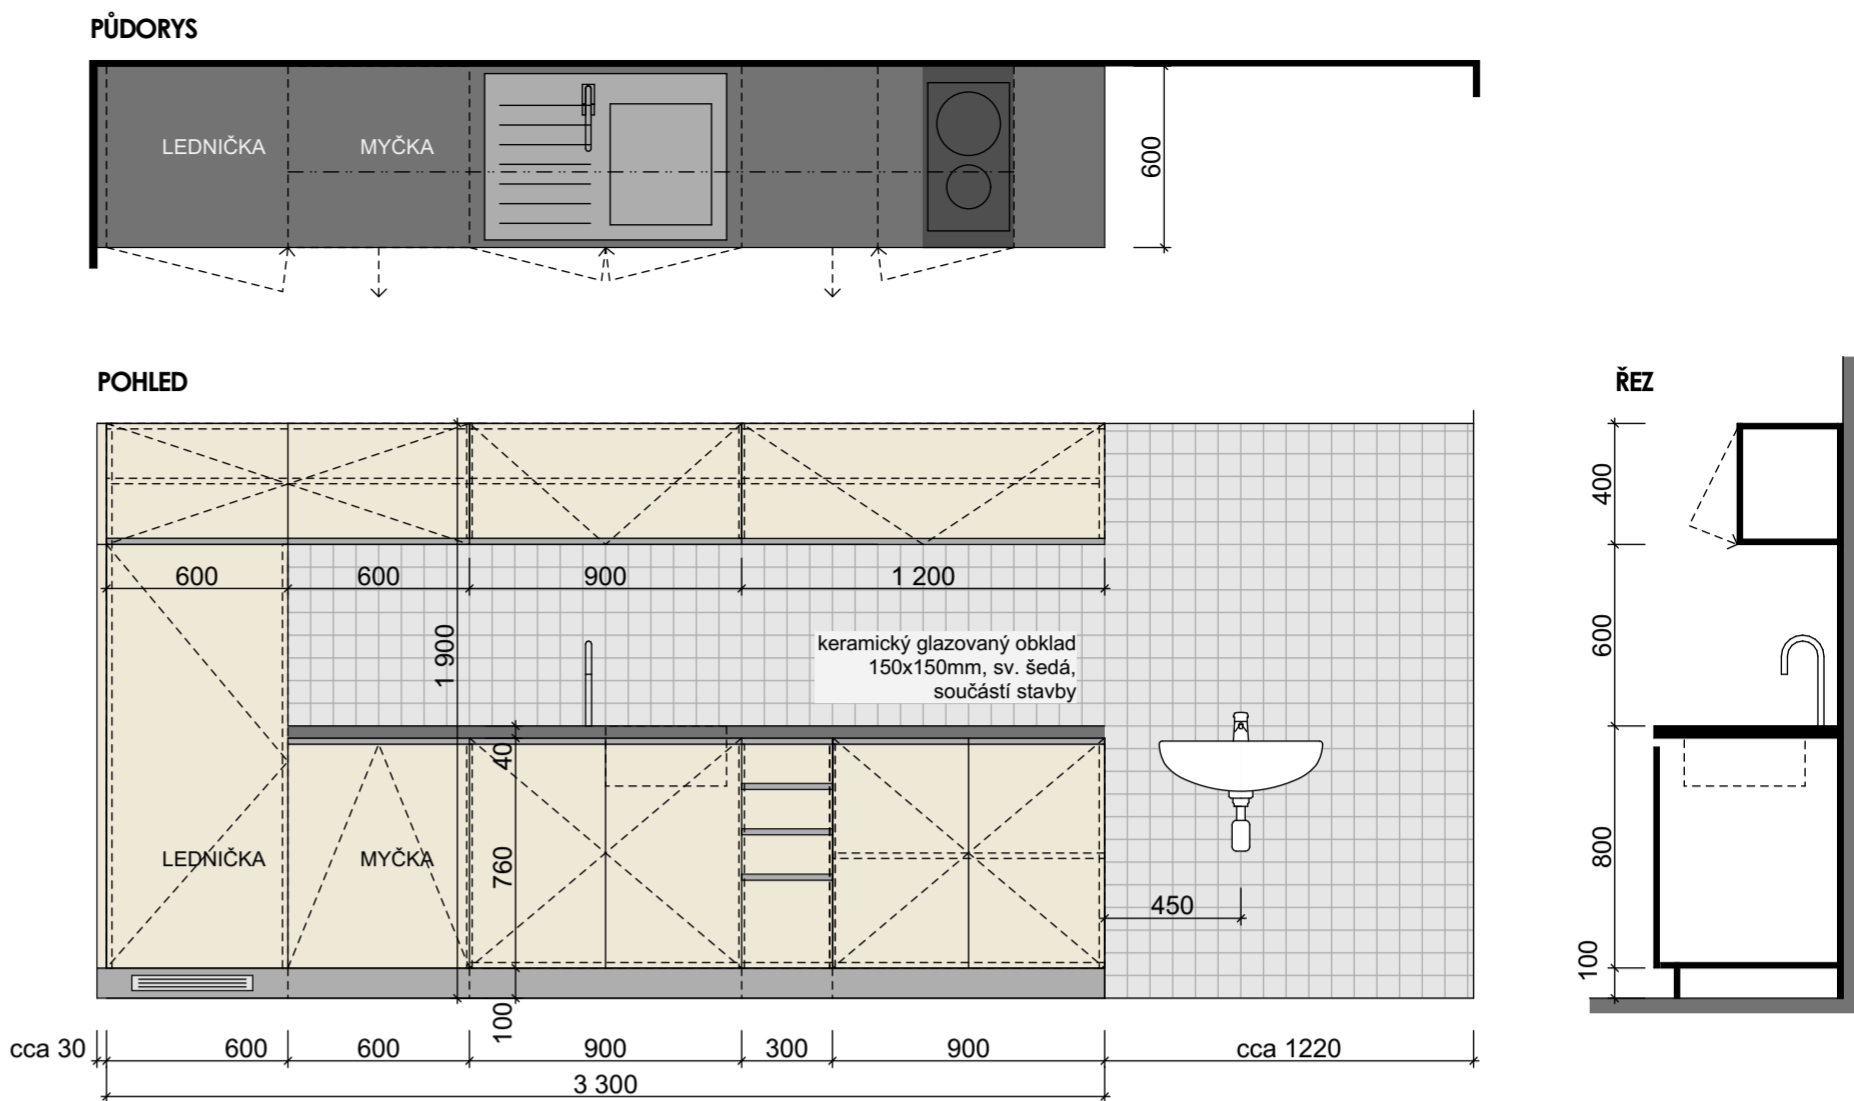 PŮDORYS
LEDNIČKA
MYČKA
600
POHLED
ŘEZ
600
600
900
1 200
400
600
1 900
keramický glazovaný obklad
150x150mm, sv. šedá,
součástí stavby
40
760
800
LEDNIČKA
MYČKA
450
100
100
cca 30
600
600
900
300
900
cca 1220
3 300